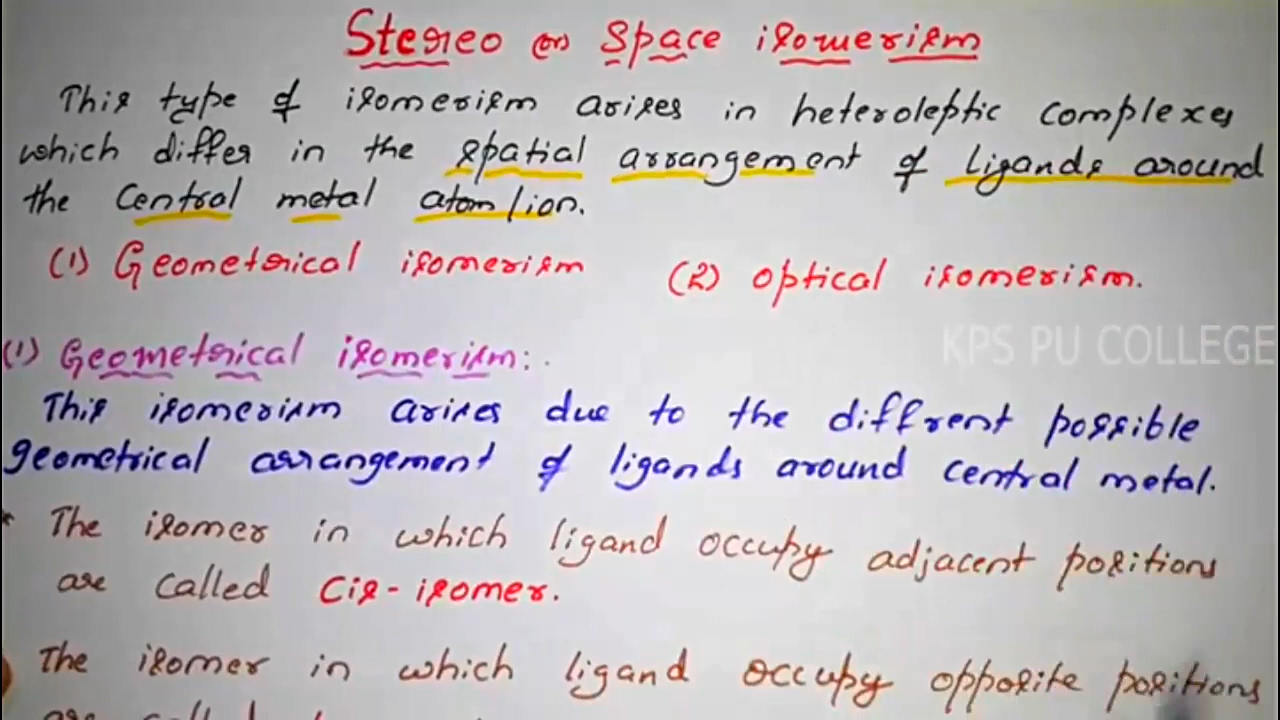 Stereo or Space isomerism
This type of isomerism arises in heteroleptic complexes
which differ in the spatial arrangement of ligands around
the central metal atom/ion.
(1) Geometrical isomerism (2) optical isomerism.
KPS PU COLLEGE
(1) Geometrical isomerism:.
This isomerism arises due to the diffrent possible
geometrical arrangement of ligands around central metal.
* The isomer in which ligand occupy adjacent positions
are called Cis-isomer.
The isomer in which ligand occupy opposite positions
are called